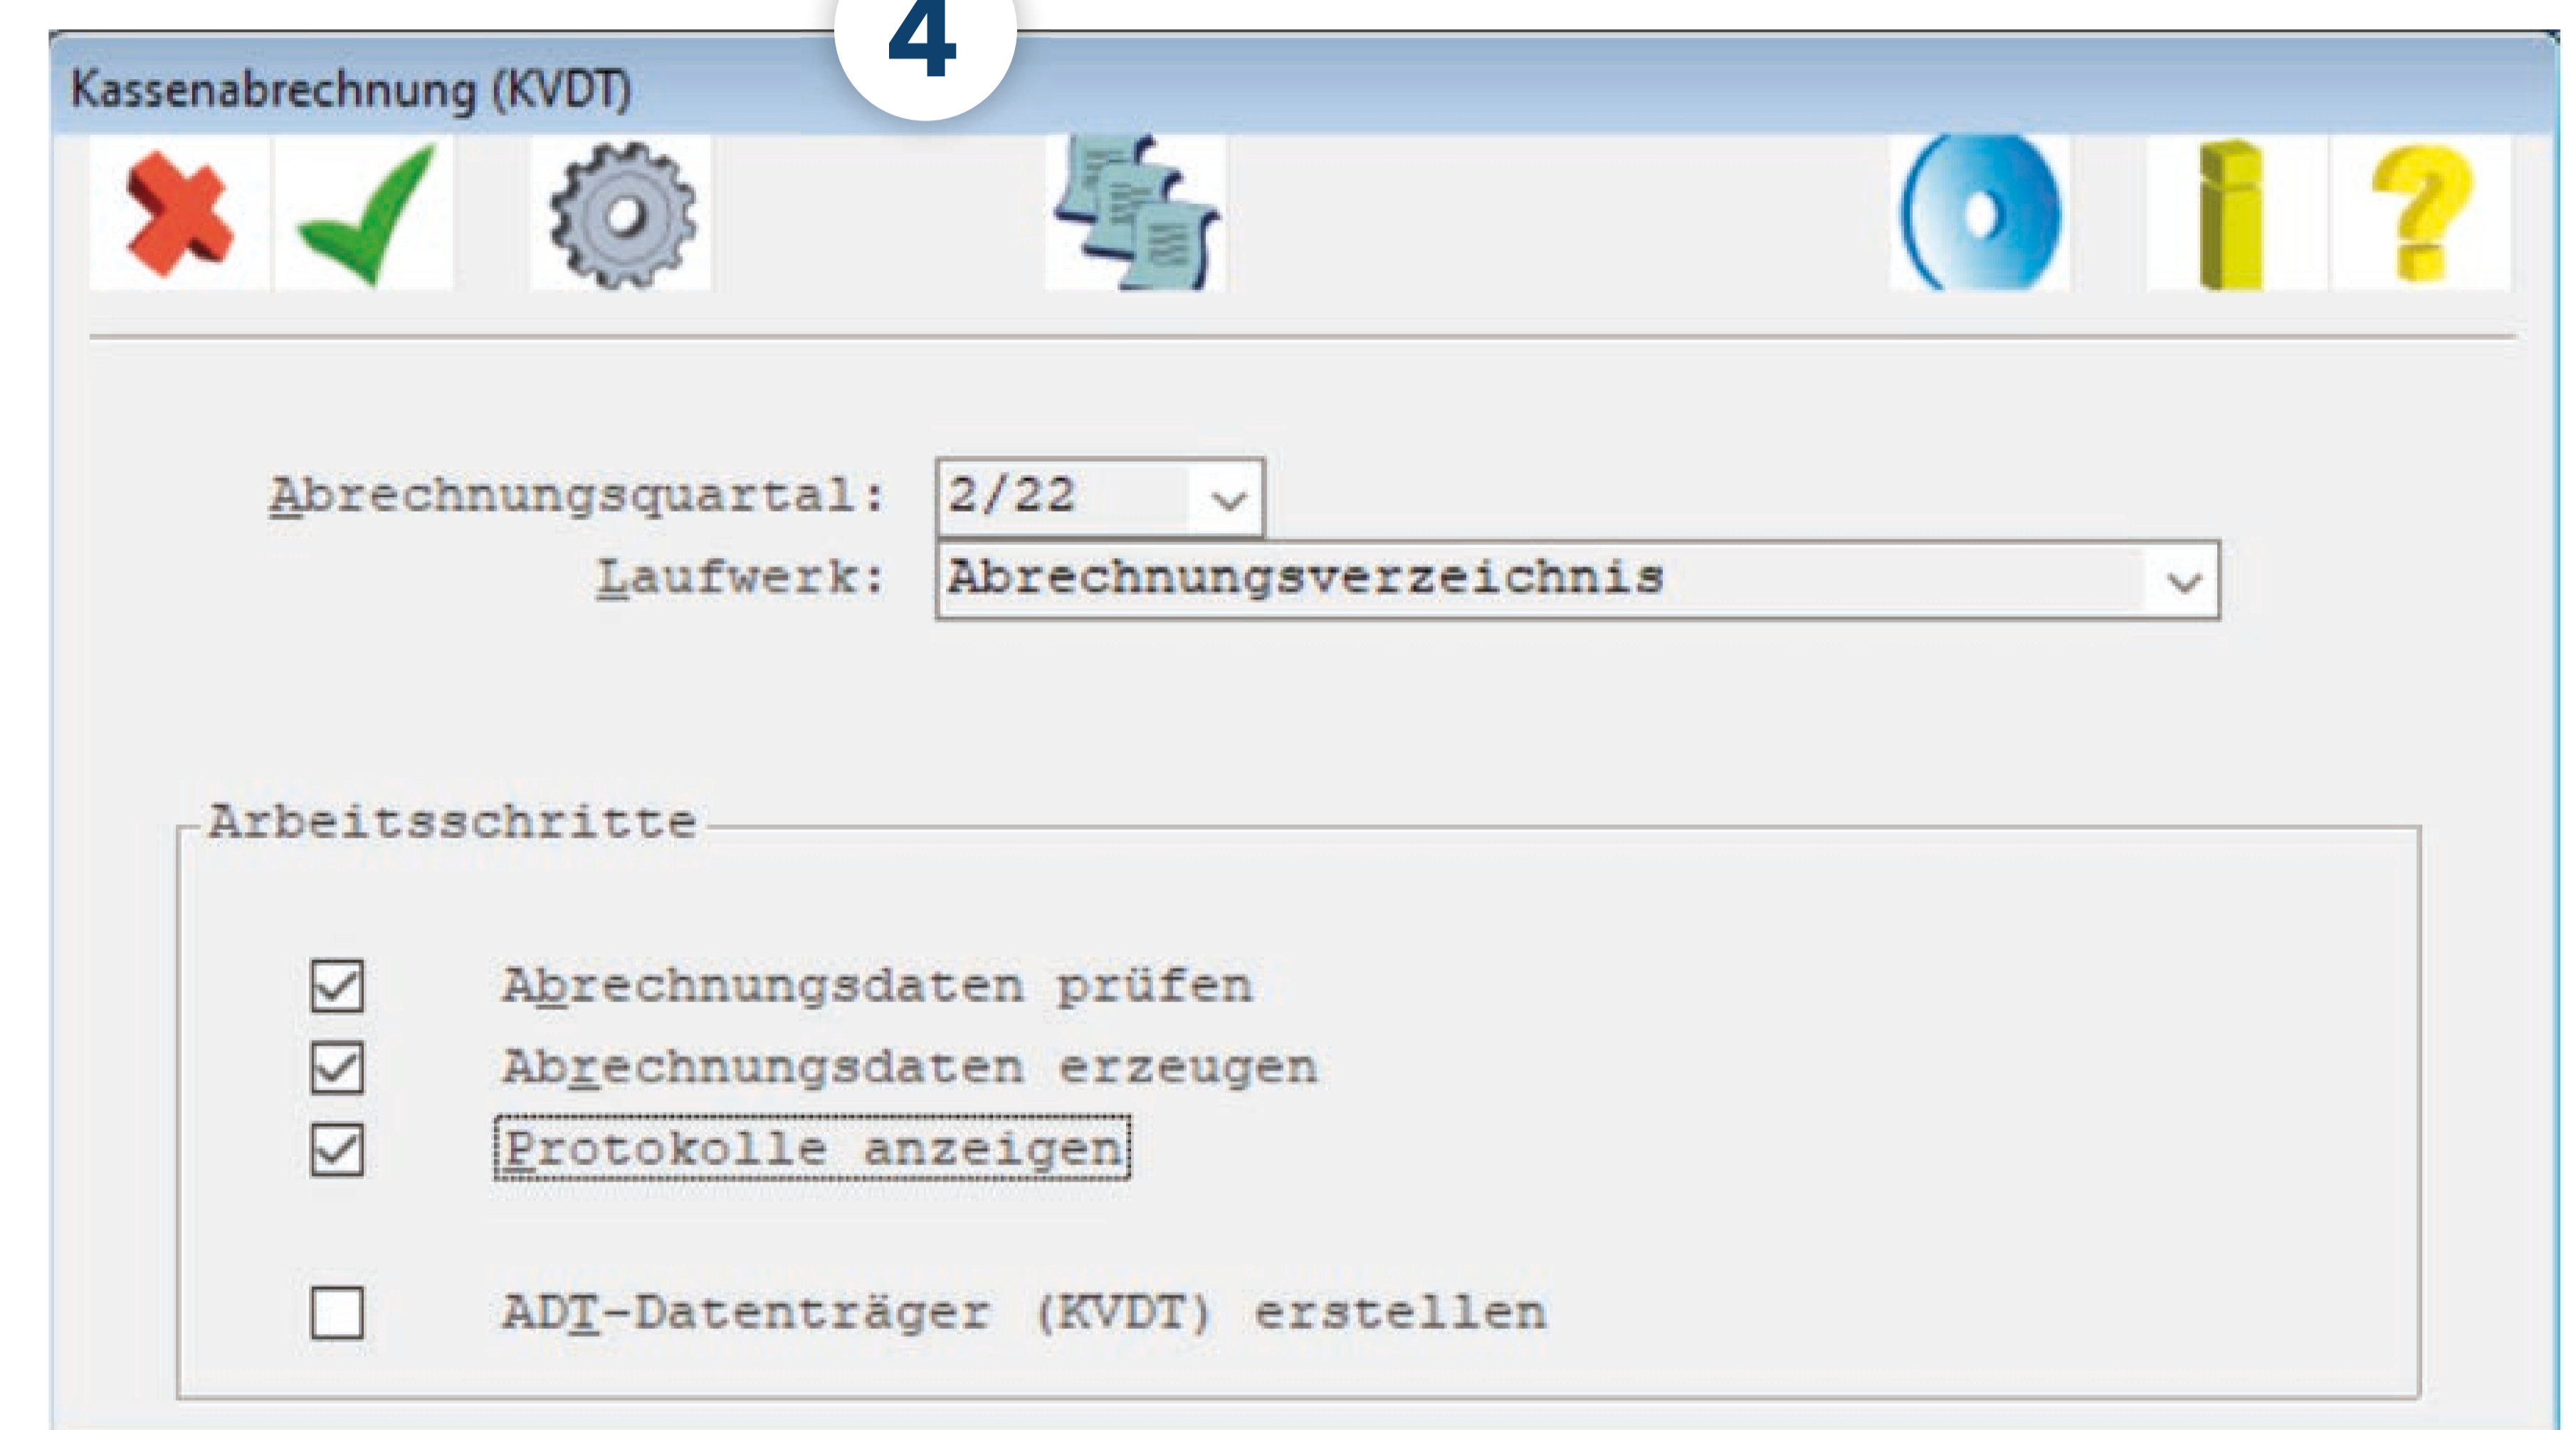 4
Kassenabrechnung (KVDT)
Abrechnungsquartal: 2/22
Laufwerk: Abrechnungsverzeichnis
Arbeitsschritte
Abrechnungsdaten prüfen
Abrechnungsdaten erzeugen
Protokolle anzeigen
ADT-Datenträger (KVDT) erstellen